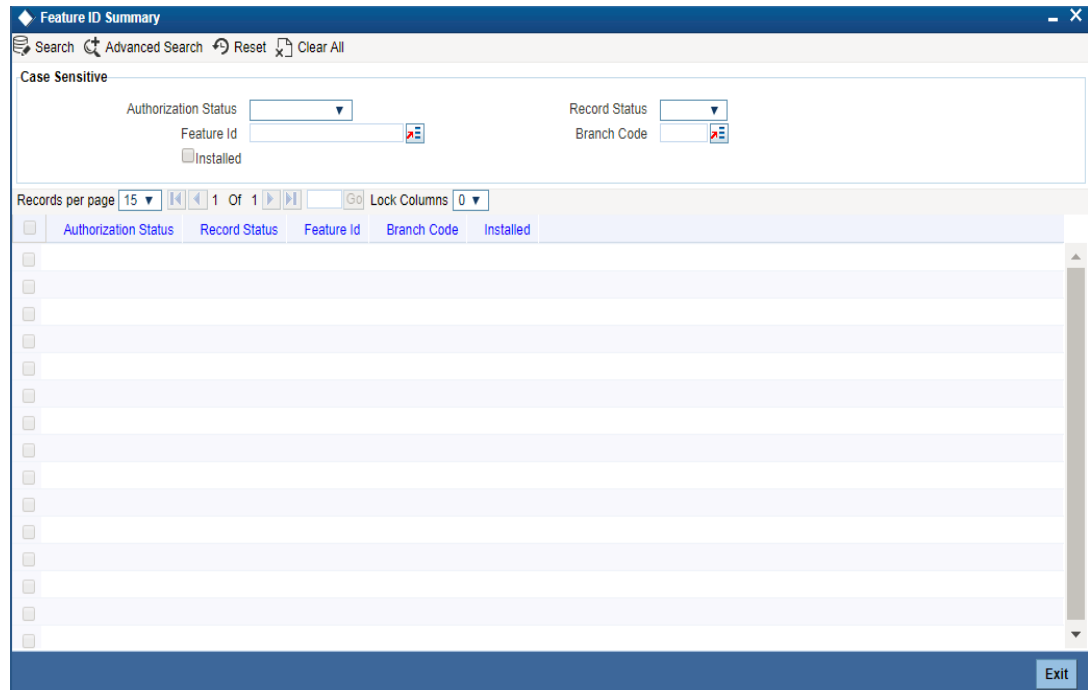 Feature ID Summary
Search Advanced Search Reset Clear All
Case Sensitive
Authorization Status Record Status
Feature Id Branch Code
Installed
Records per page 15 1 Of 1 Go Lock Columns 0
Authorization Status Record Status Feature Id Branch Code Installed
Exit